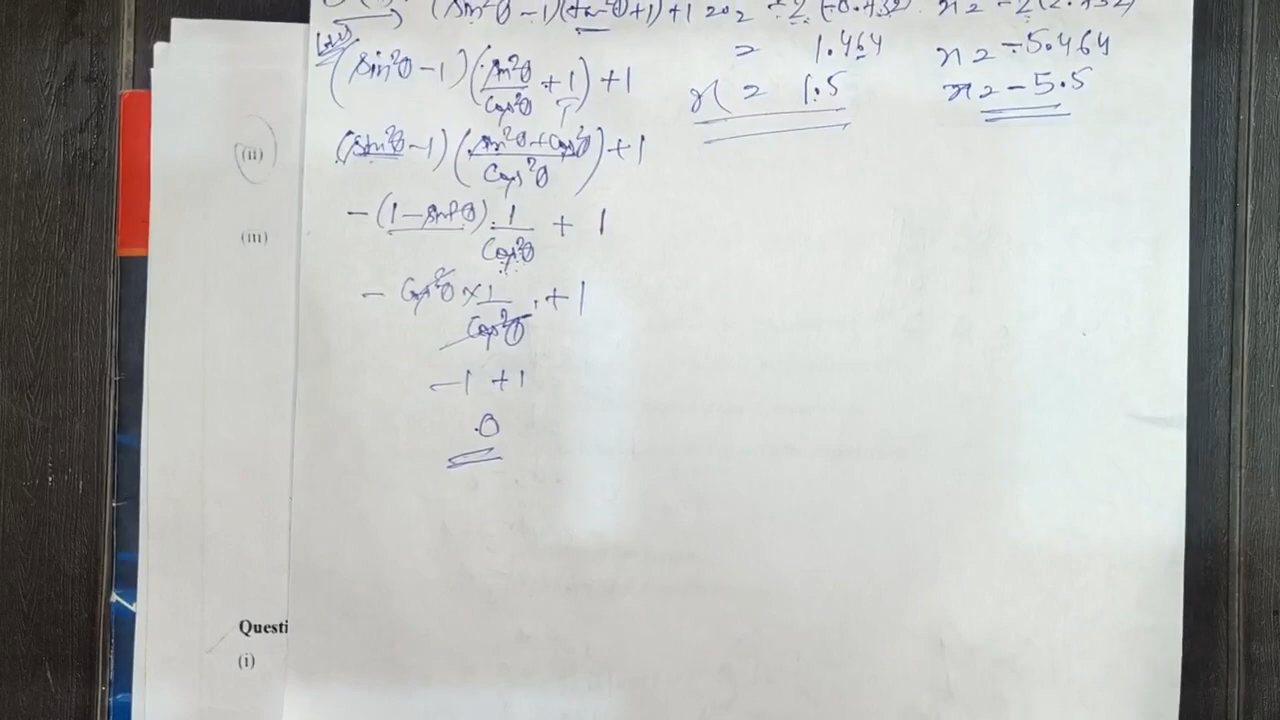 (sin²θ – 1)(tan²θ + 1) + 1 = 0
(sin²θ – 1)(sin²θ/cos²θ + 1) + 1
(sin²θ – 1)(sin²θ + cos²θ/cos²θ) + 1
– (1 – sin²θ) 1/cos²θ + 1
– cos²θ × 1/cos²θ + 1
– 1 + 1
0
= 1.464
x = 1.5
x = –5.464
x = –5.5
(ii)
(iii)
Questi
(i)